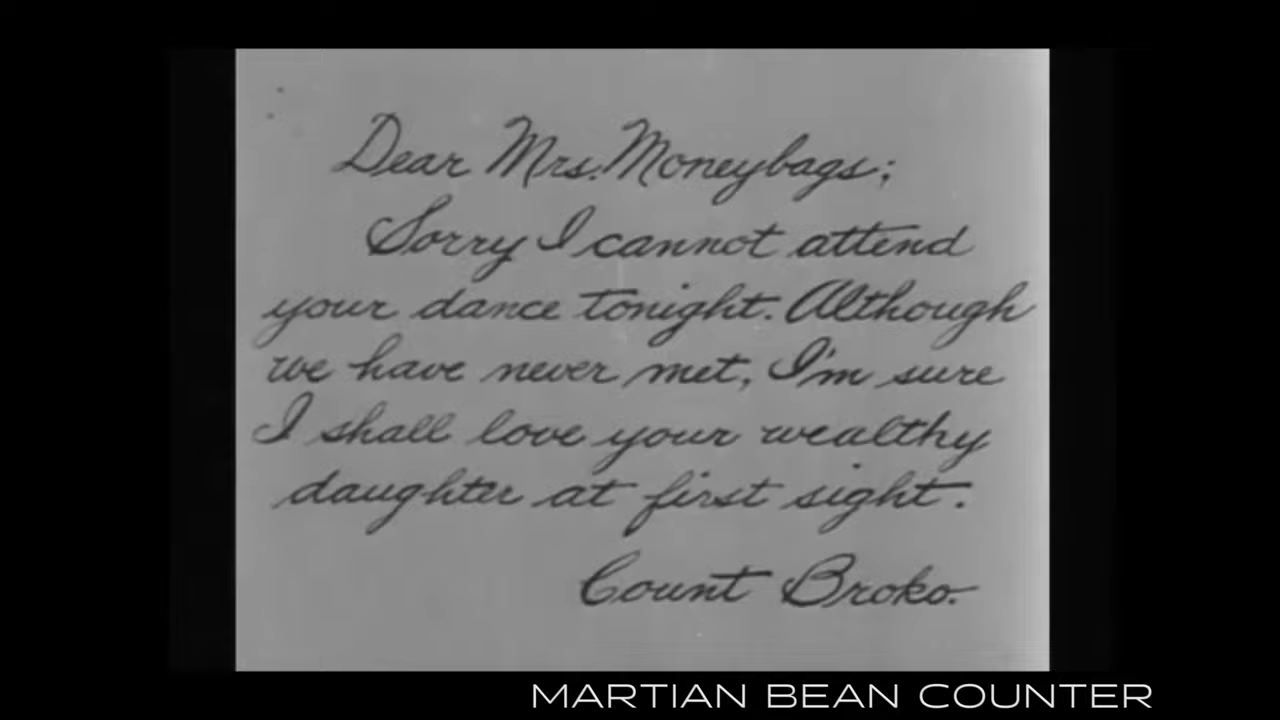 Dear Mrs. Moneybags;
Sorry I cannot attend
your dance tonight. Although
we have never met, I'm sure
I shall love your wealthy
daughter at first sight.
Count Broko.
MARTIAN BEAN COUNTER